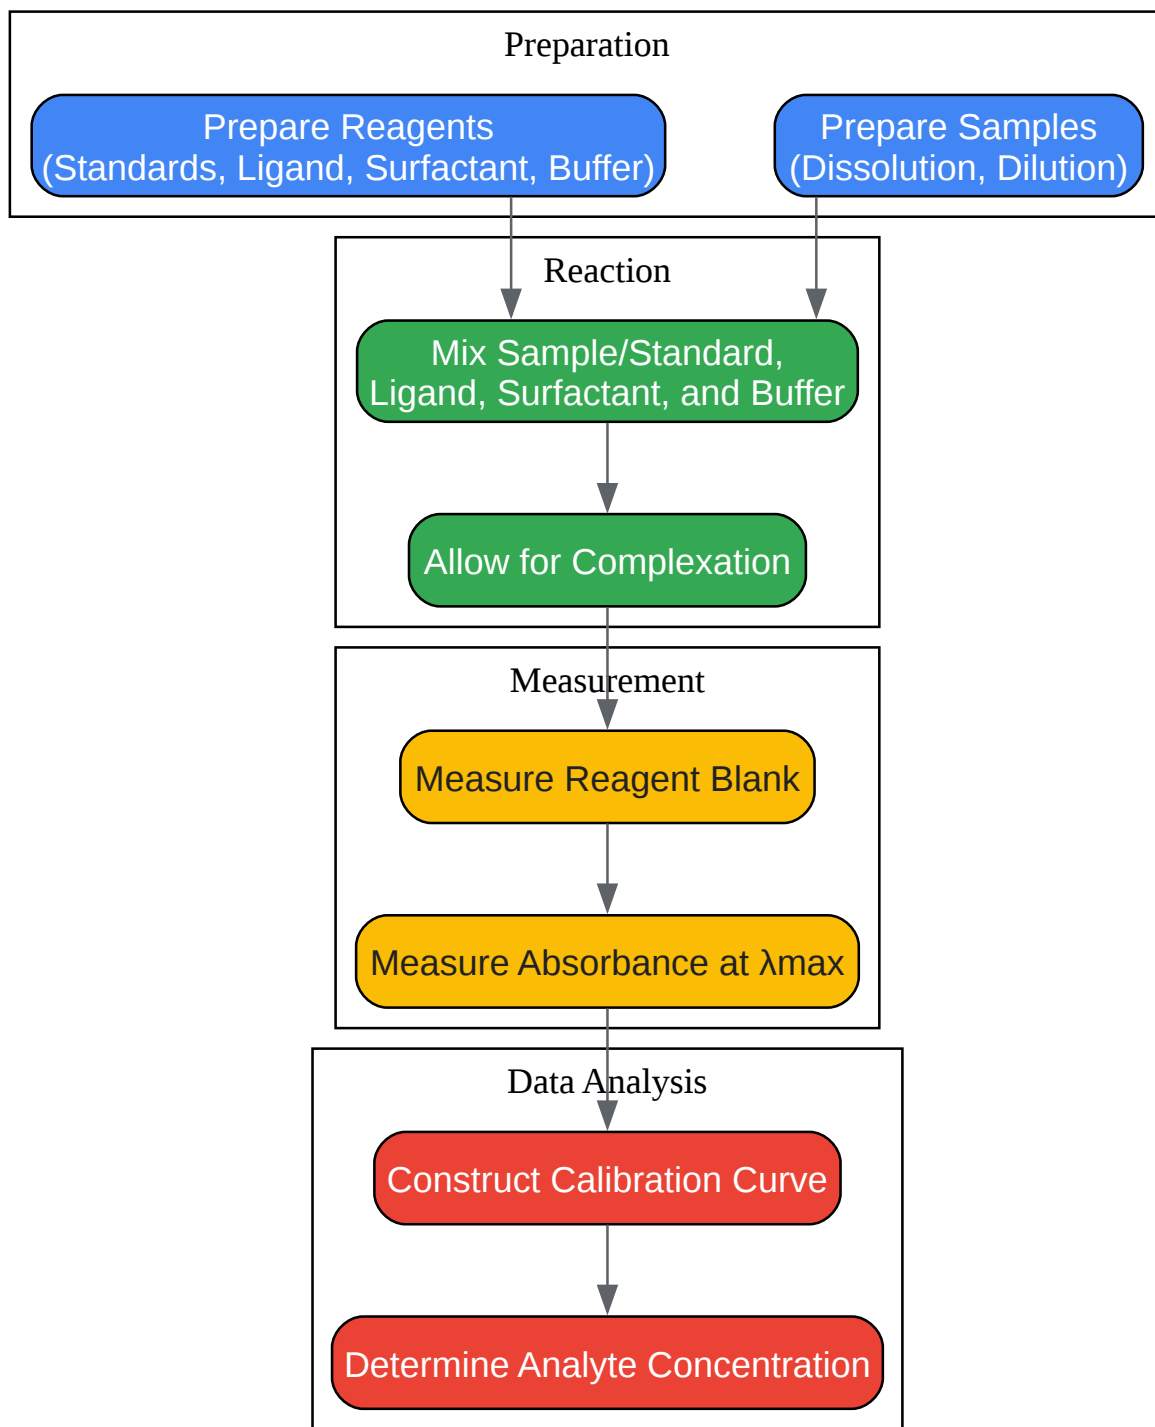 Preparation
Prepare Reagents
(Standards, Ligand, Surfactant, Buffer)
Prepare Samples
(Dissolution, Dilution)
Reaction
Mix Sample/Standard,
Ligand, Surfactant, and Buffer
Allow for Complexation
Measurement
Measure Reagent Blank
Measure Absorbance at λmax
Data Analysis
Construct Calibration Curve
Determine Analyte Concentration